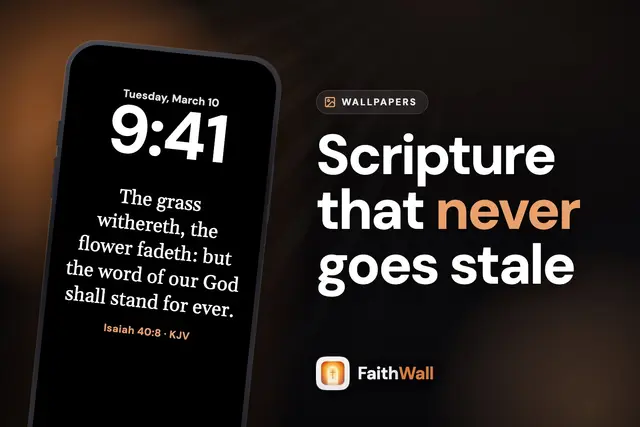 Tuesday, March 10
9:41
The grass
withereth, the
flower fadeth: but
the word of our God
shall stand for ever.
Isaiah 40:8 · KJV
WALLPAPERS
Scripture
that never
goes stale
FaithWall